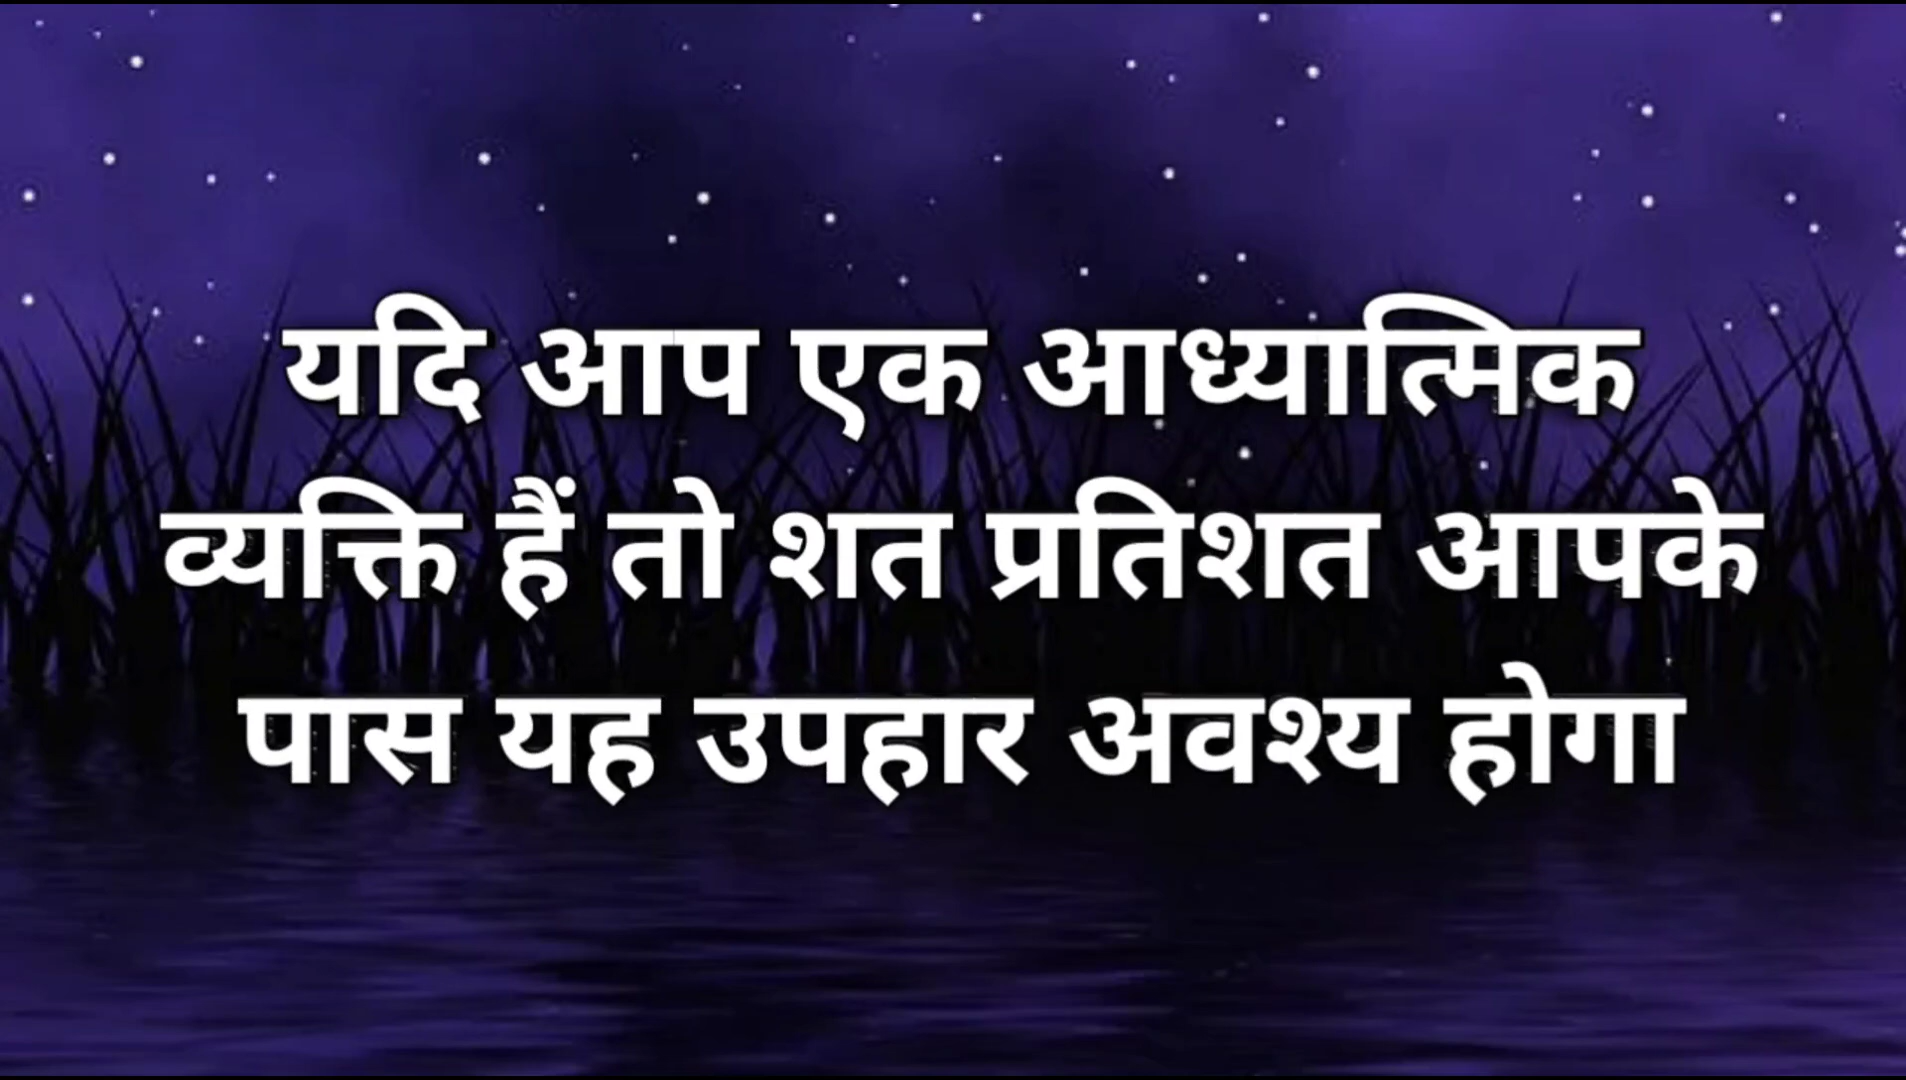 यदि आप एक आध्यात्मिक
व्यक्ति हैं तो शत प्रतिशत आपके
पास यह उपहार अवश्य होगा